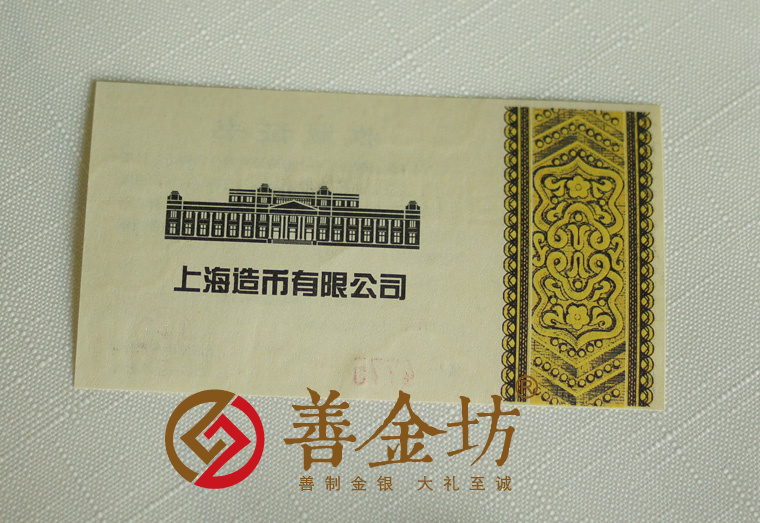 上海造币有限公司
®
善金坊
善制金银 大礼至诚